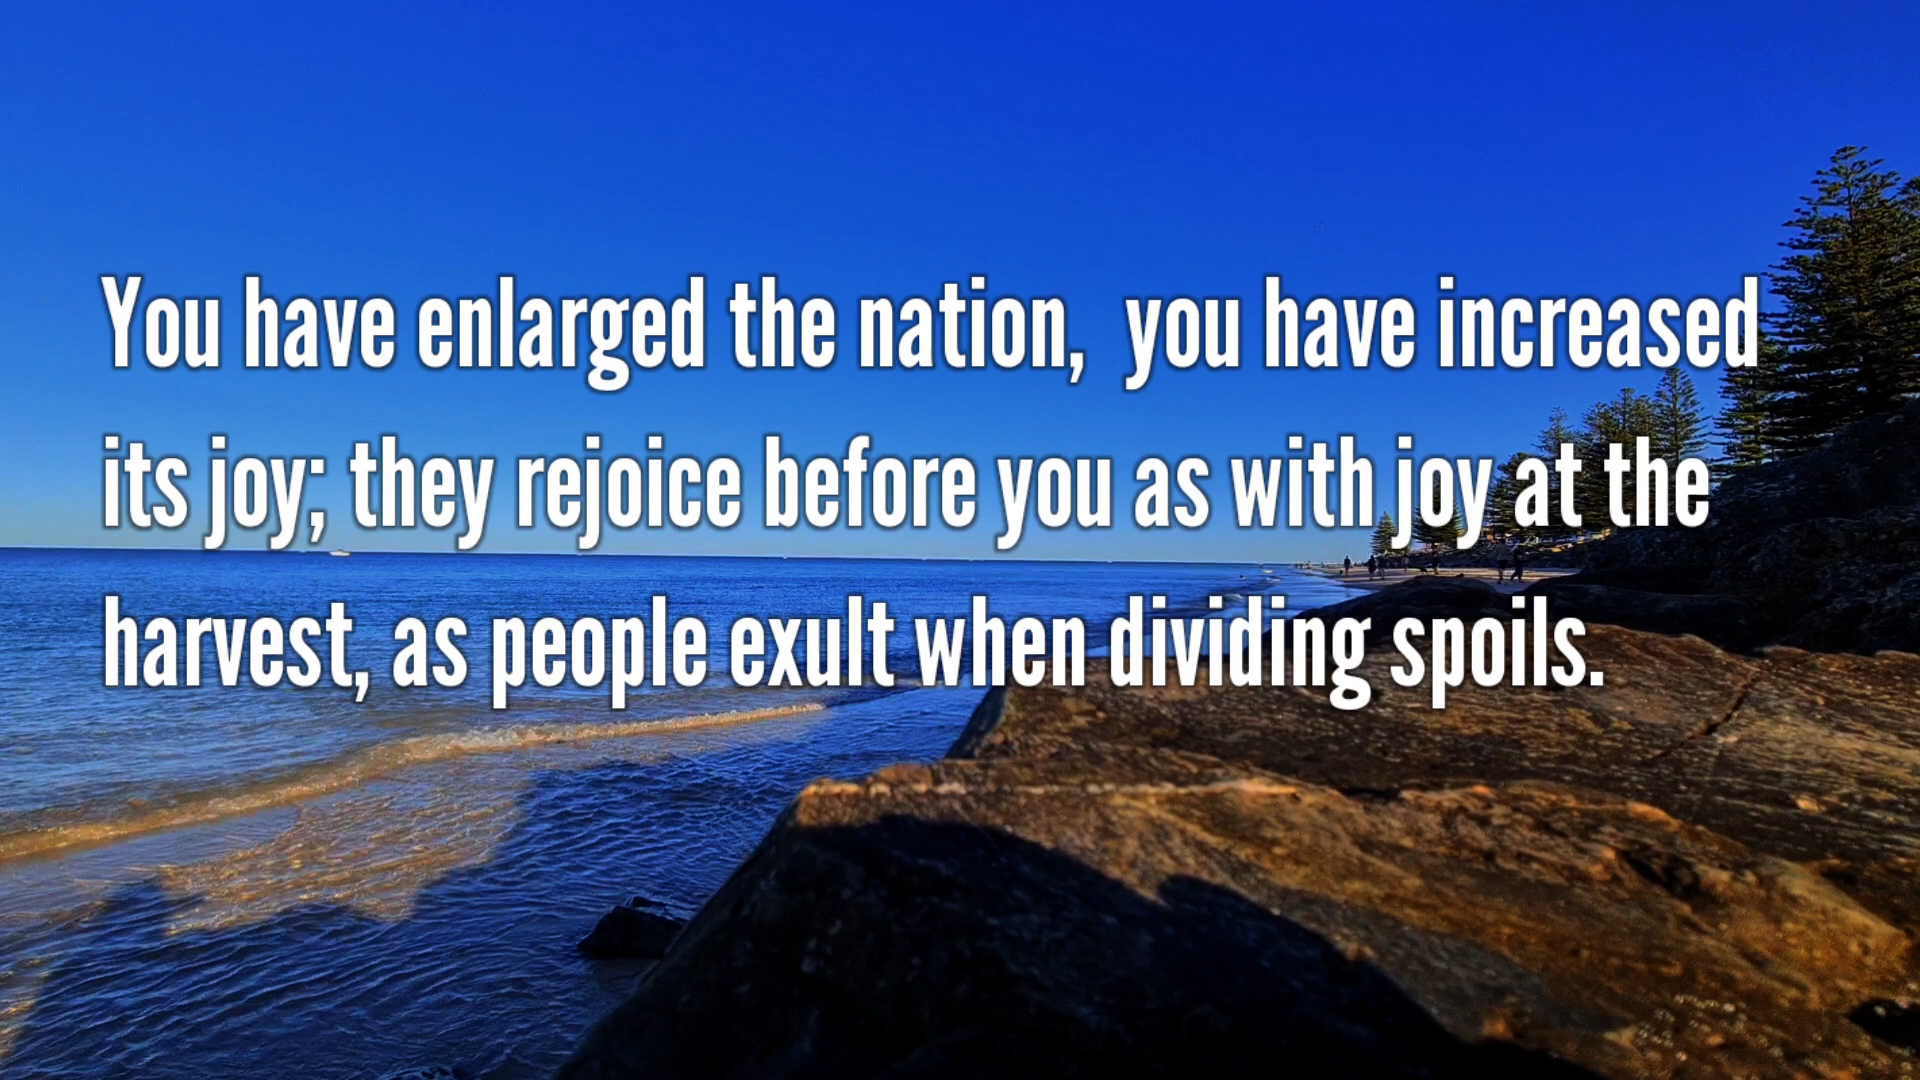 You have enlarged the nation,  you have increased
its joy; they rejoice before you as with joy at the
harvest, as people exult when dividing spoils.